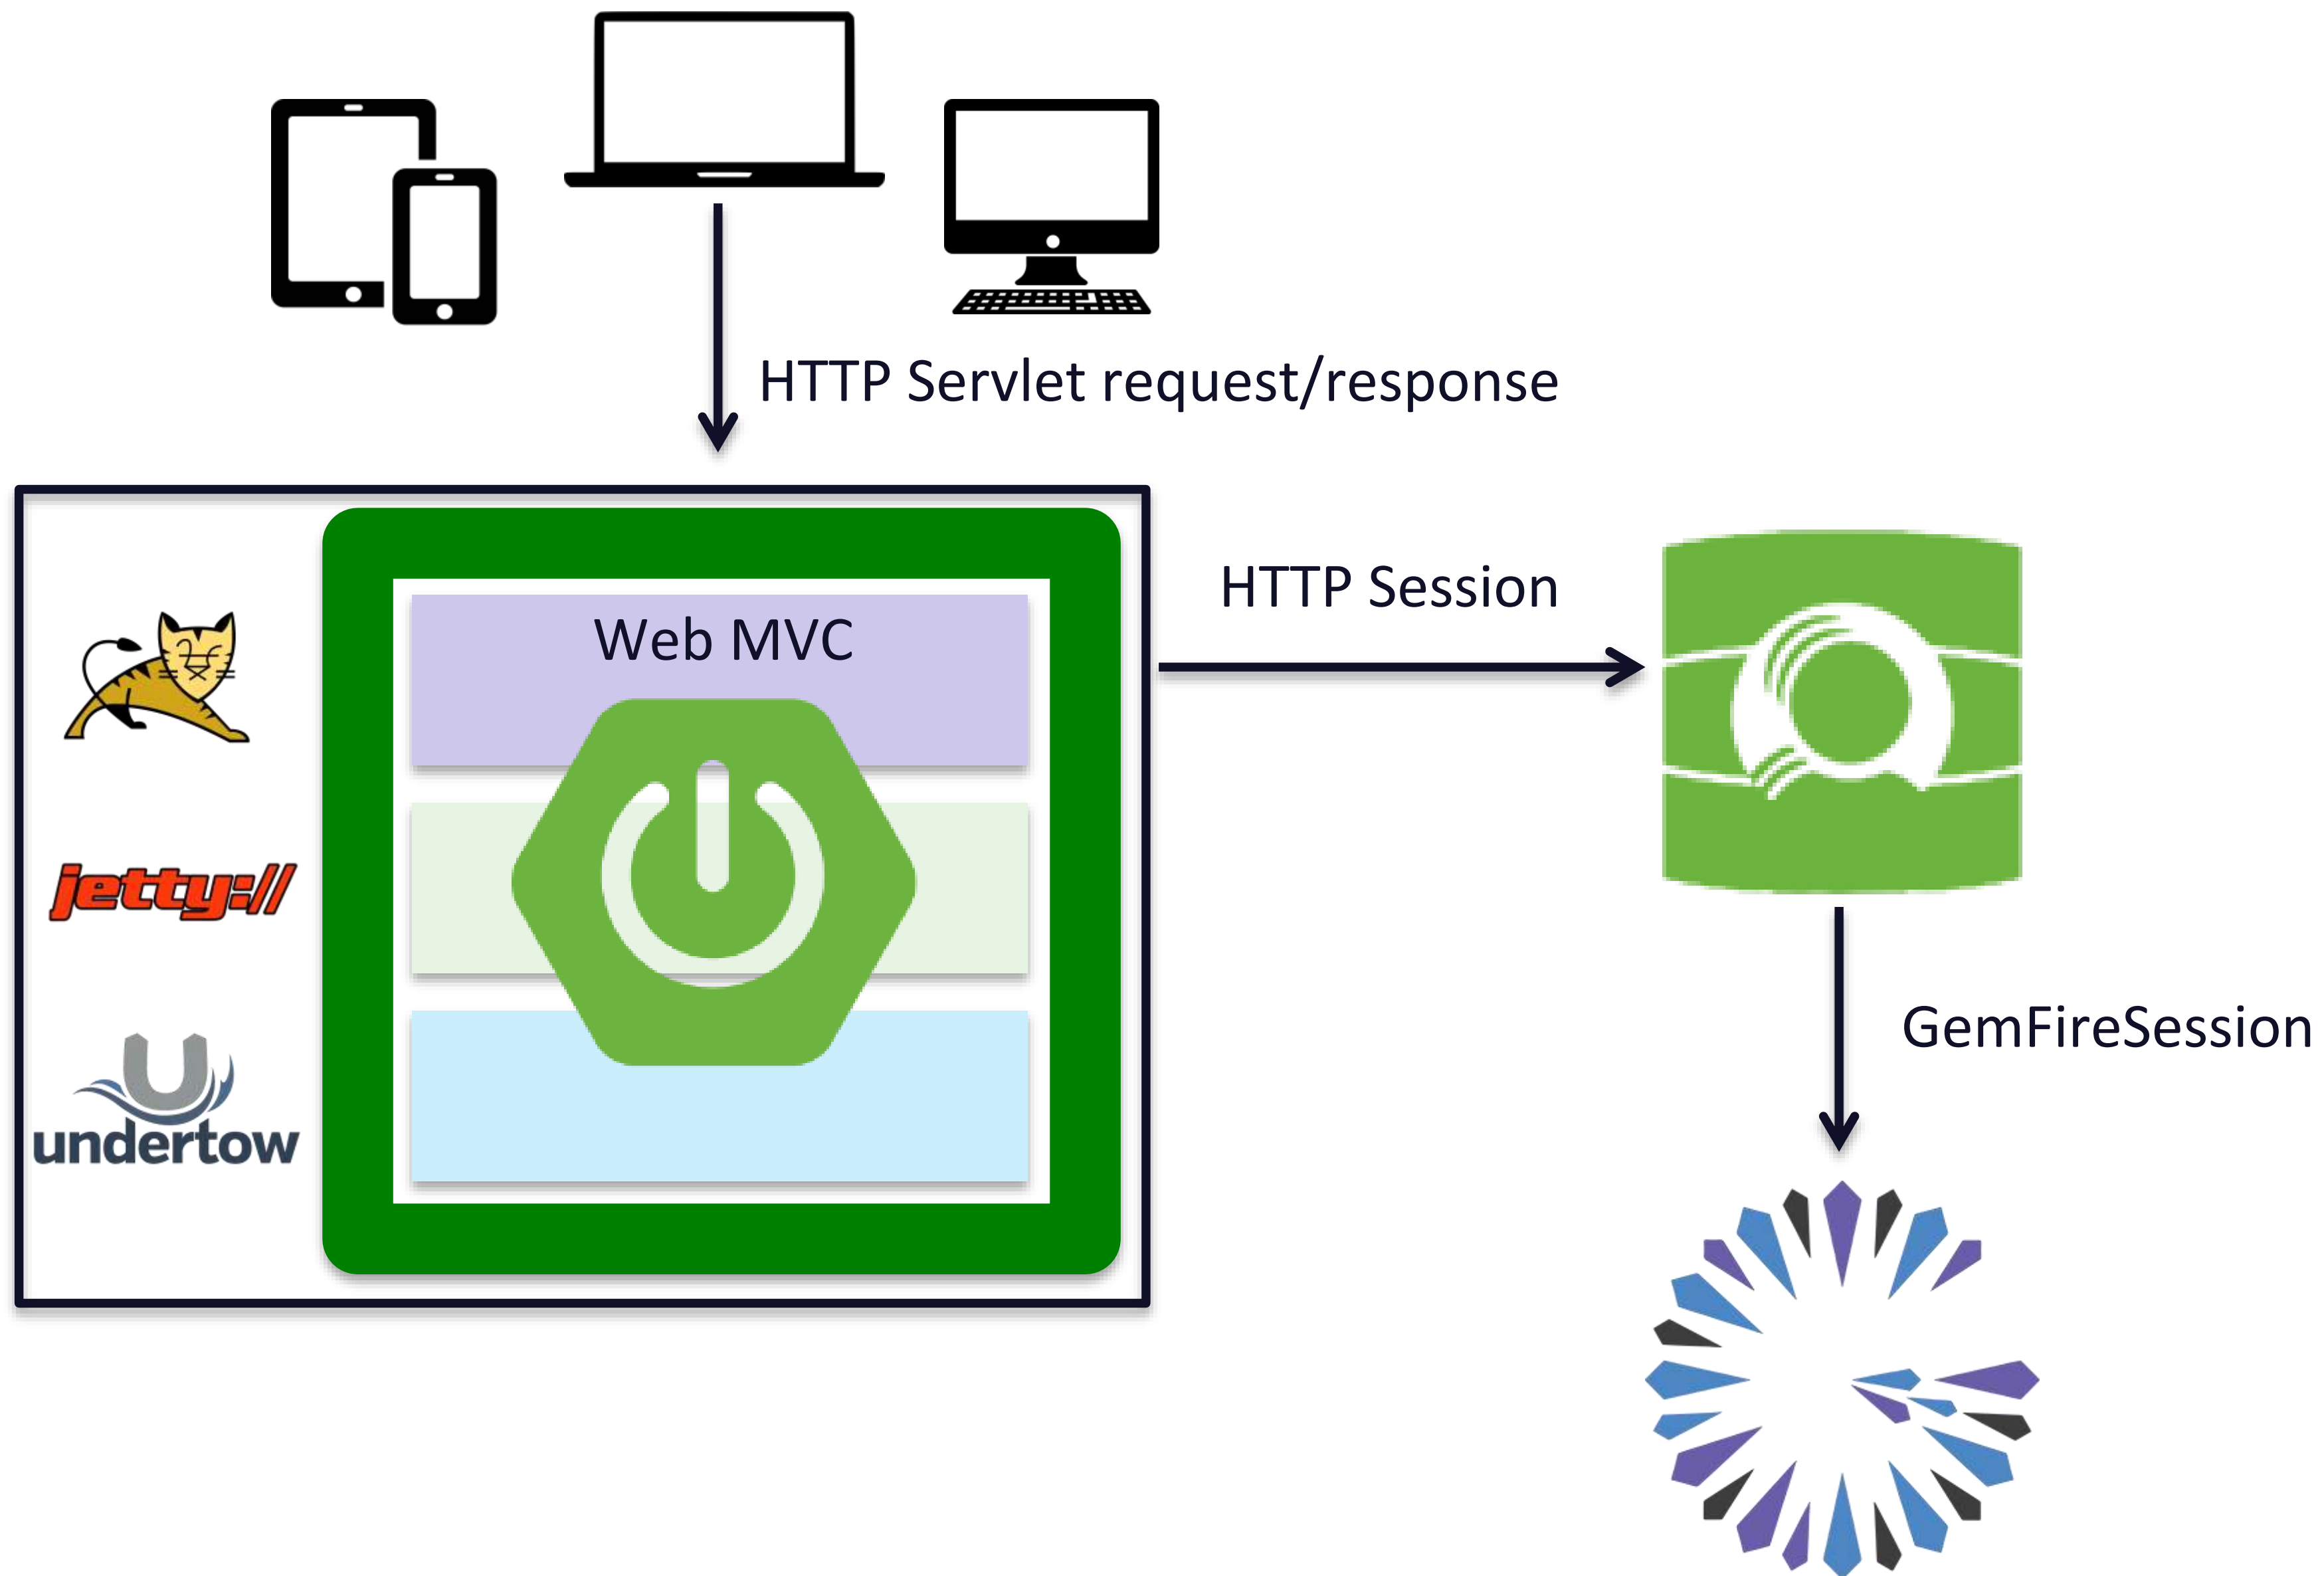 HTTP Servlet request/response
HTTP Session
Web MVC
jetty://
GemFireSession
undertow